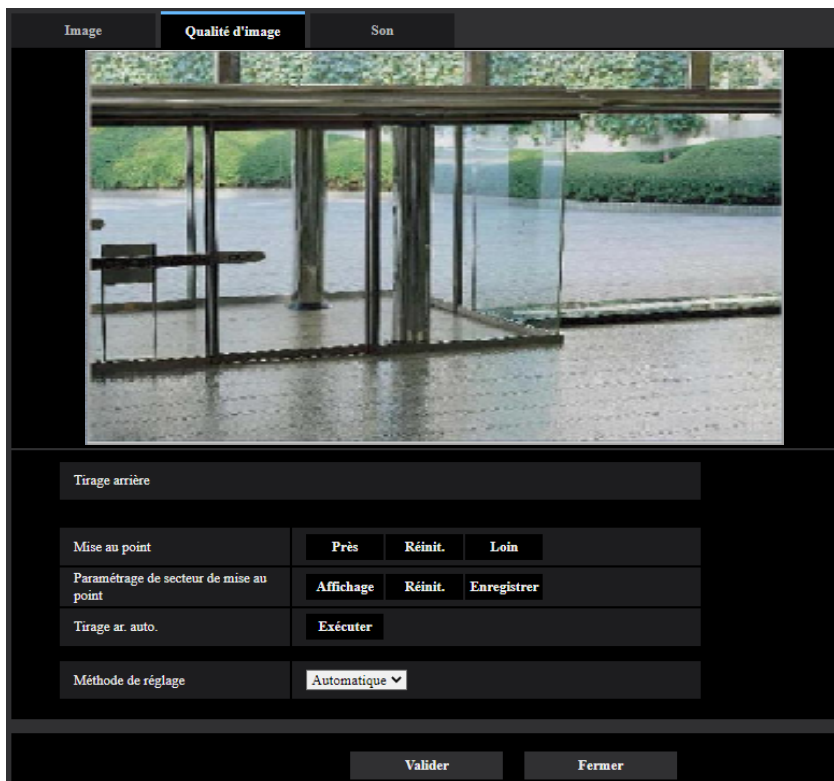 Image Qualité d'image Son
Tirage arrière
Mise au point Près Réinit. Loin
Paramétrage de secteur de mise au
point Affichage Réinit. Enregistrer
Tirage ar. auto. Exécuter
Méthode de réglage Automatique
Valider Fermer